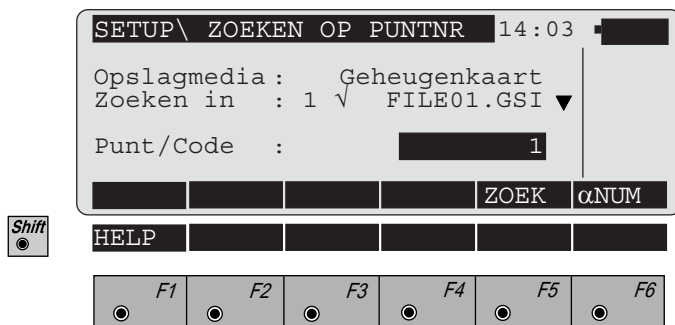 SETUP\ ZOEKEN OP PUNTNR 14:03
Opslagmedia : Geheugenkaart
Zoeken in : 1 √ FILE01.GSI ▼
Punt/Code : 1
ZOEK αNUM
Shift
HELP
F1 F2 F3 F4 F5 F6